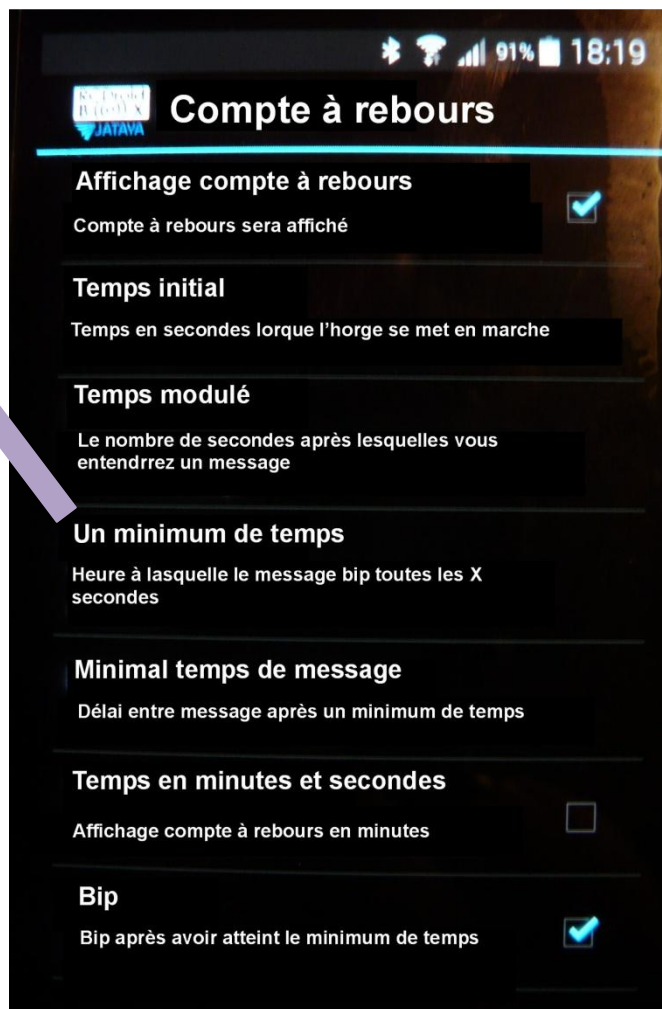 91% 18:19
JATAYA
Compte à rebours
Affichage compte à rebours
Compte à rebours sera affiché
Temps initial
Temps en secondes lorque l'horge se met en marche
Temps modulé
Le nombre de secondes après lesquelles vous
entendrrez un message
Un minimum de temps
Heure à lasquelle le message bip toutes les X
secondes
Minimal temps de message
Délai entre message après un minimum de temps
Temps en minutes et secondes
Affichage compte à rebours en minutes
Bip
Bip après avoir atteint le minimum de temps